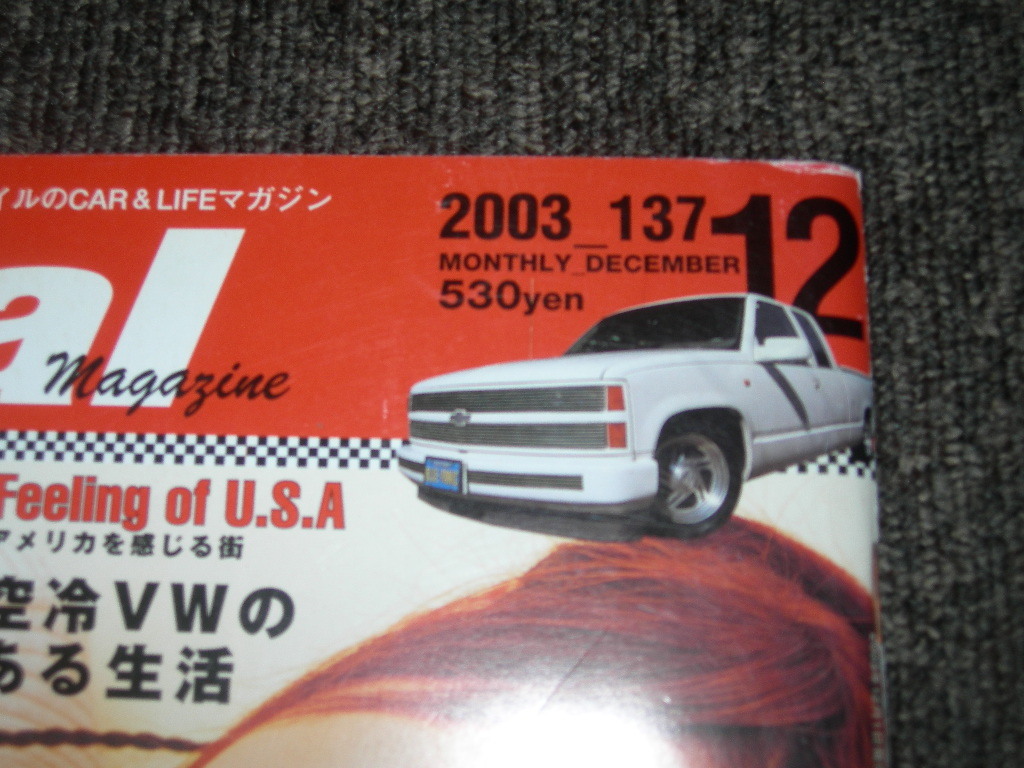 イルのCAR & LIFEマガジン
al
Magazine
2003_137
12
MONTHLY_DECEMBER
530yen
Feeling of U.S.A
アメリカを感じる街
空冷VWの
ある生活